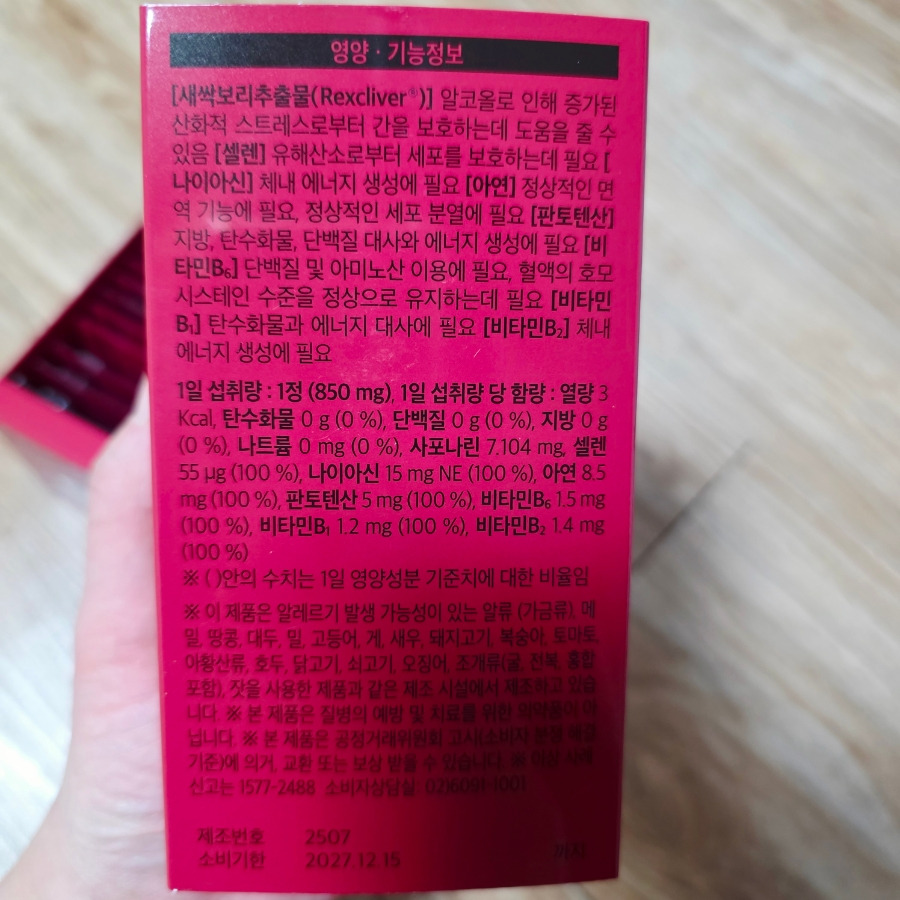 영양 · 기능정보
[새싹보리추출물(Rexcliver®)] 알코올로 인해 증가된
산화적 스트레스로부터 간을 보호하는데 도움을 줄 수
있음 [셀렌] 유해산소로부터 세포를 보호하는데 필요 [
나이아신] 체내 에너지 생성에 필요 [아연] 정상적인 면
역 기능에 필요, 정상적인 세포 분열에 필요 [판토텐산]
지방, 탄수화물, 단백질 대사와 에너지 생성에 필요 [비
타민B₆] 단백질 및 아미노산 이용에 필요, 혈액의 호모
시스테인 수준을 정상으로 유지하는데 필요 [비타민
B₁] 탄수화물과 에너지 대사에 필요 [비타민B₂] 체내
에너지 생성에 필요
1일 섭취량 : 1정 (850 mg), 1일 섭취량 당 함량 : 열량 3
Kcal, 탄수화물 0 g (0 %), 단백질 0 g (0 %), 지방 0 g
(0 %), 나트륨 0 mg (0 %), 사포나린 7.104 mg, 셀렌
55 µg (100 %), 나이아신 15 mg NE (100 %), 아연 8.5
mg (100 %), 판토텐산 5 mg (100 %), 비타민B₆ 1.5 mg
(100 %), 비타민B₁ 1.2 mg (100 %), 비타민B₂ 1.4 mg
(100 %)
※ ( )안의 수치는 1일 영양성분 기준치에 대한 비율임
※ 이 제품은 알레르기 발생 가능성이 있는 알류 (가금류), 메
밀, 땅콩, 대두, 밀, 고등어, 게, 새우, 돼지고기, 복숭아, 토마토,
아황산류, 호두, 닭고기, 쇠고기, 오징어, 조개류(굴, 전복, 홍합
포함), 잣을 사용한 제품과 같은 제조 시설에서 제조하고 있습
니다. ※ 본 제품은 질병의 예방 및 치료를 위한 의약품이 아
닙니다. ※ 본 제품은 공정거래위원회 고시(소비자 분쟁 해결
기준)에 의거, 교환 또는 보상 받을 수 있습니다. ※ 이상 사례
신고는 1577-2488 소비자상담실 02)6091-1001
제조번호 2507
소비기한 2027.12.15 까지